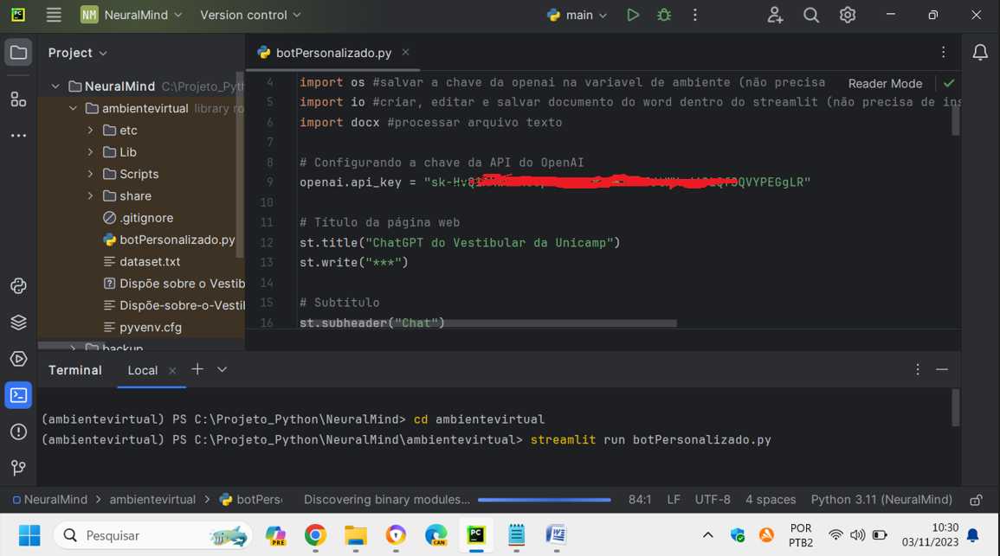 PC NM NeuralMind Version control main
Project
NeuralMind C:\Projeto_Pyth
ambientevirtual library ro
etc
Lib
Scripts
share
.gitignore
botPersonalizado.py
dataset.txt
Dispõe sobre o Vestib
Dispõe-sobre-o-Vestil
pyvenv.cfg
backup
botPersonalizado.py
Reader Mode
4 import os #salvar a chave da openai na variavel de ambiente (não precisa
5 import io #criar, editar e salvar documento do word dentro do streamlit (não precisa de ins
6 import docx #processar arquivo texto
7
8 # Configurando a chave da API do OpenAI
9 openai.api_key = "sk-
10
11 # Título da página web
12 st.title("ChatGPT do Vestibular da Unicamp")
13 st.write("***")
14
15 # Subtítulo
16 st.subheader("Chat")
Terminal Local
(ambientevirtual) PS C:\Projeto_Python\NeuralMind> cd ambientevirtual
(ambientevirtual) PS C:\Projeto_Python\NeuralMind\ambientevirtual> streamlit run botPersonalizado.py
NeuralMind > ambientevirtual > botPerso Discovering binary modules... 84:1 LF UTF-8 4 spaces Python 3.11 (NeuralMind)
Pesquisar
PRE
CAN
PC
W
POR
PTB2
10:30
03/11/2023